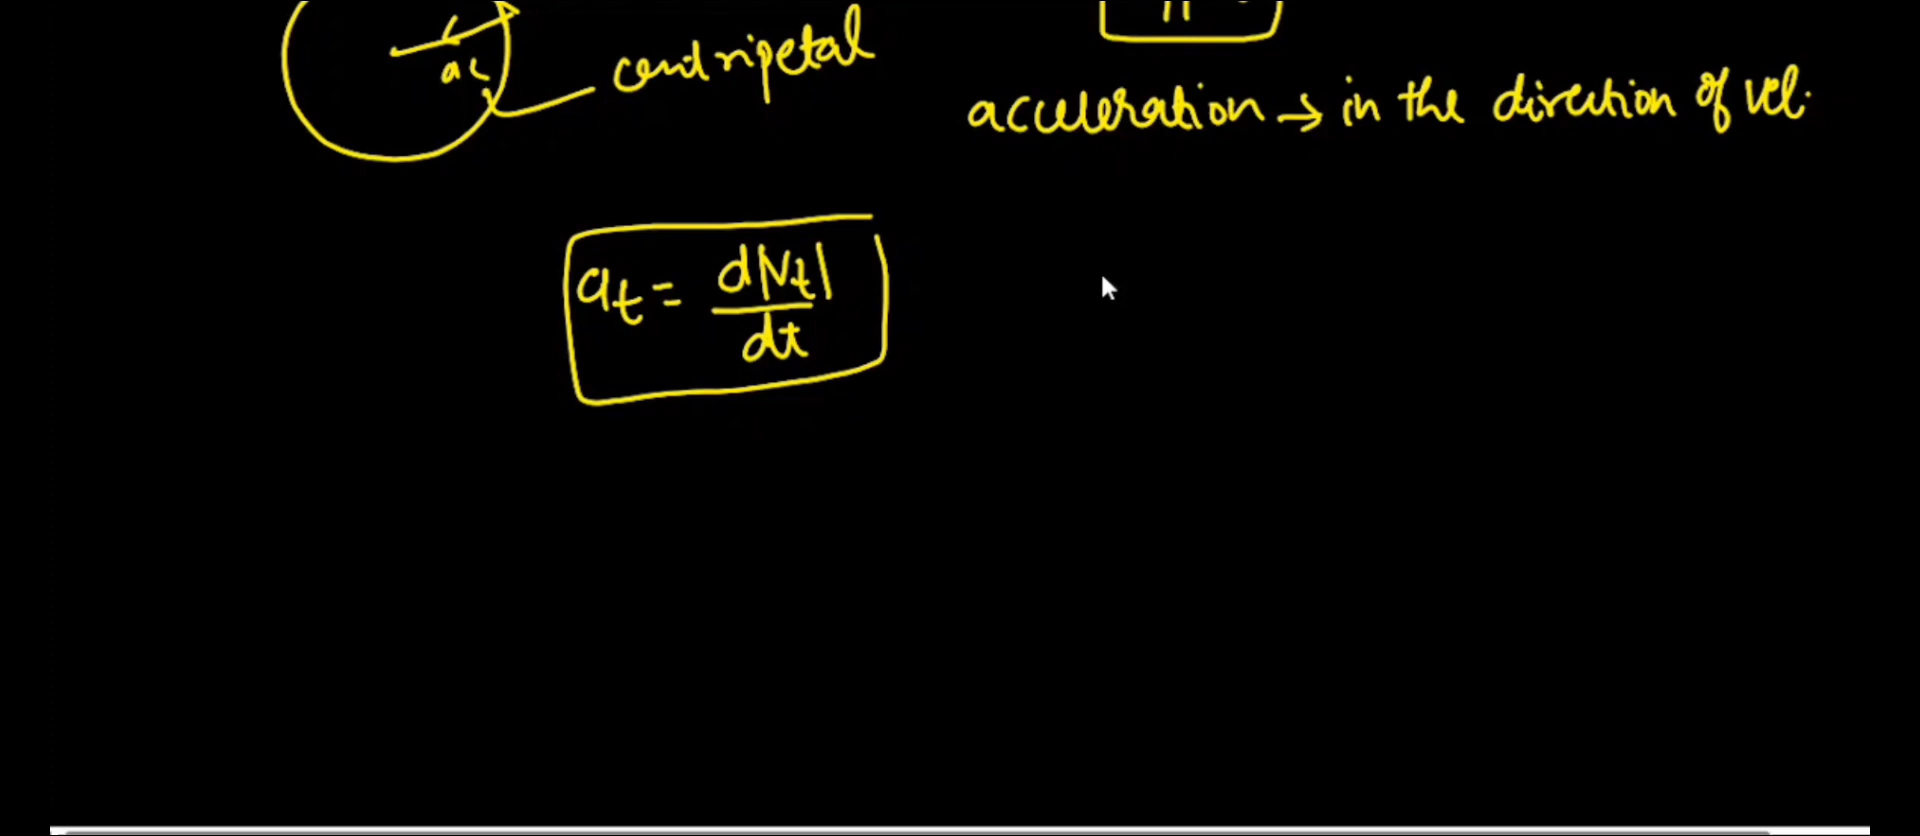 ac
centripetal
acceleration → in the direction of vel.
at = d|Vt|
dt